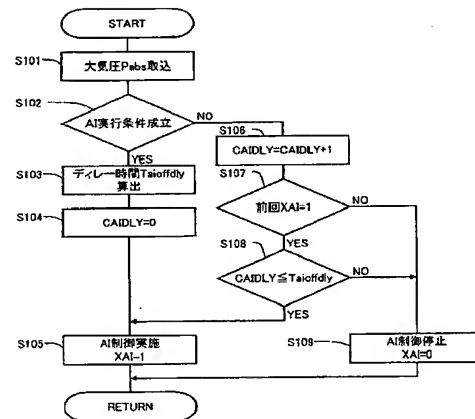 START
S101
大気圧Pabs取込
S102
AI実行条件成立
NO
YES
S103
ディレー時間Taioffdly
算出
S104
CAIDLY=0
S106
CAIDLY=CAIDLY+1
S107
前回XAI=1
NO
YES
S108
CAIDLY≦Taioffdly
NO
YES
S105
AI制御実施
XAI=1
S109
AI制御停止
XAI=0
RETURN